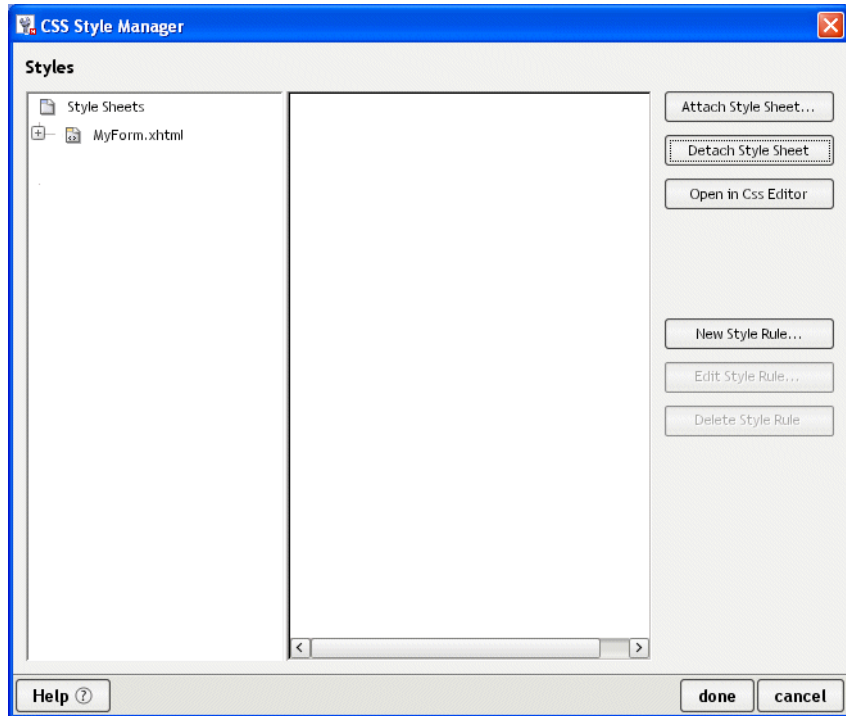 CSS Style Manager
Styles
Style Sheets
MyForm.xhtml
Attach Style Sheet...
Detach Style Sheet
Open in Css Editor
New Style Rule...
Edit Style Rule...
Delete Style Rule
Help ?
done
cancel